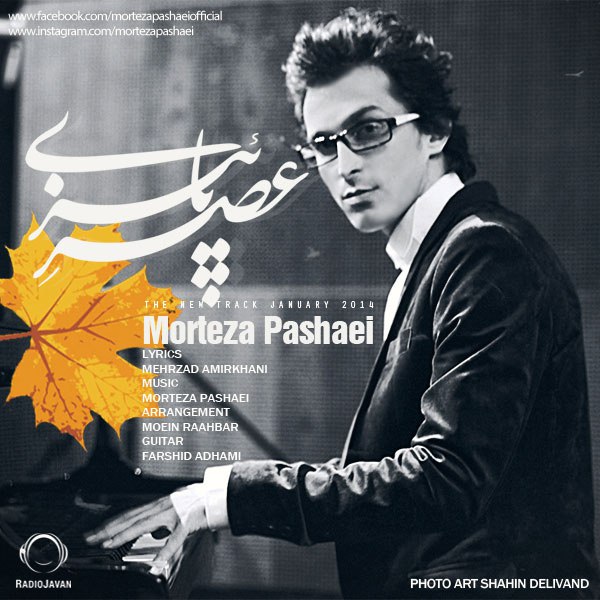 www.facebook.com/mortezapashaeiofficial
www.instagram.com/mortezapashaei
عصر پائیزی
THE NEW TRACK JANUARY 2014
Morteza Pashaei
LYRICS
MEHRZAD AMIRKHANI
MUSIC
MORTEZA PASHAEI
ARRANGEMENT
MOEIN RAAHBAR
GUITAR
FARSHID ADHAMI
RADIOJAVAN
PHOTO ART SHAHIN DELIVAND